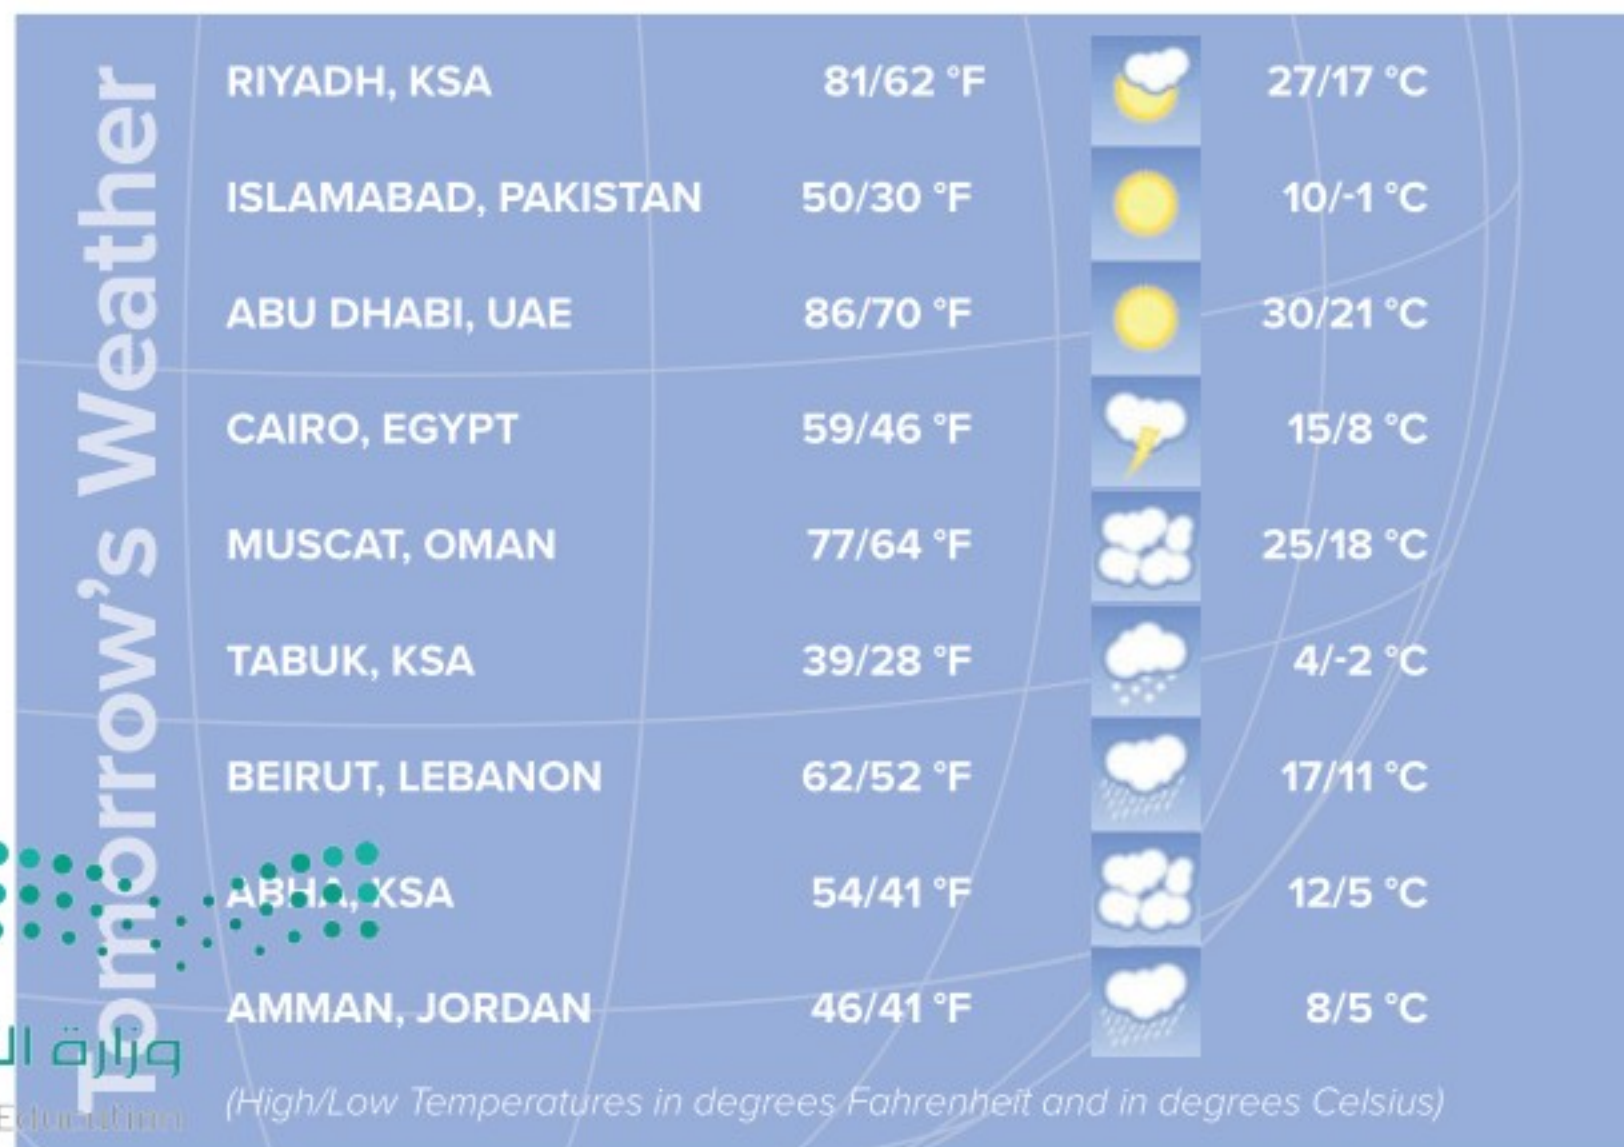 Tomorrow's Weather
RIYADH, KSA 81/62 °F 27/17 °C
ISLAMABAD, PAKISTAN 50/30 °F 10/-1 °C
ABU DHABI, UAE 86/70 °F 30/21 °C
CAIRO, EGYPT 59/46 °F 15/8 °C
MUSCAT, OMAN 77/64 °F 25/18 °C
TABUK, KSA 39/28 °F 4/-2 °C
BEIRUT, LEBANON 62/52 °F 17/11 °C
ABHA, KSA 54/41 °F 12/5 °C
AMMAN, JORDAN 46/41 °F 8/5 °C
وزارة الـ
Education
(High/Low Temperatures in degrees Fahrenheit and in degrees Celsius)